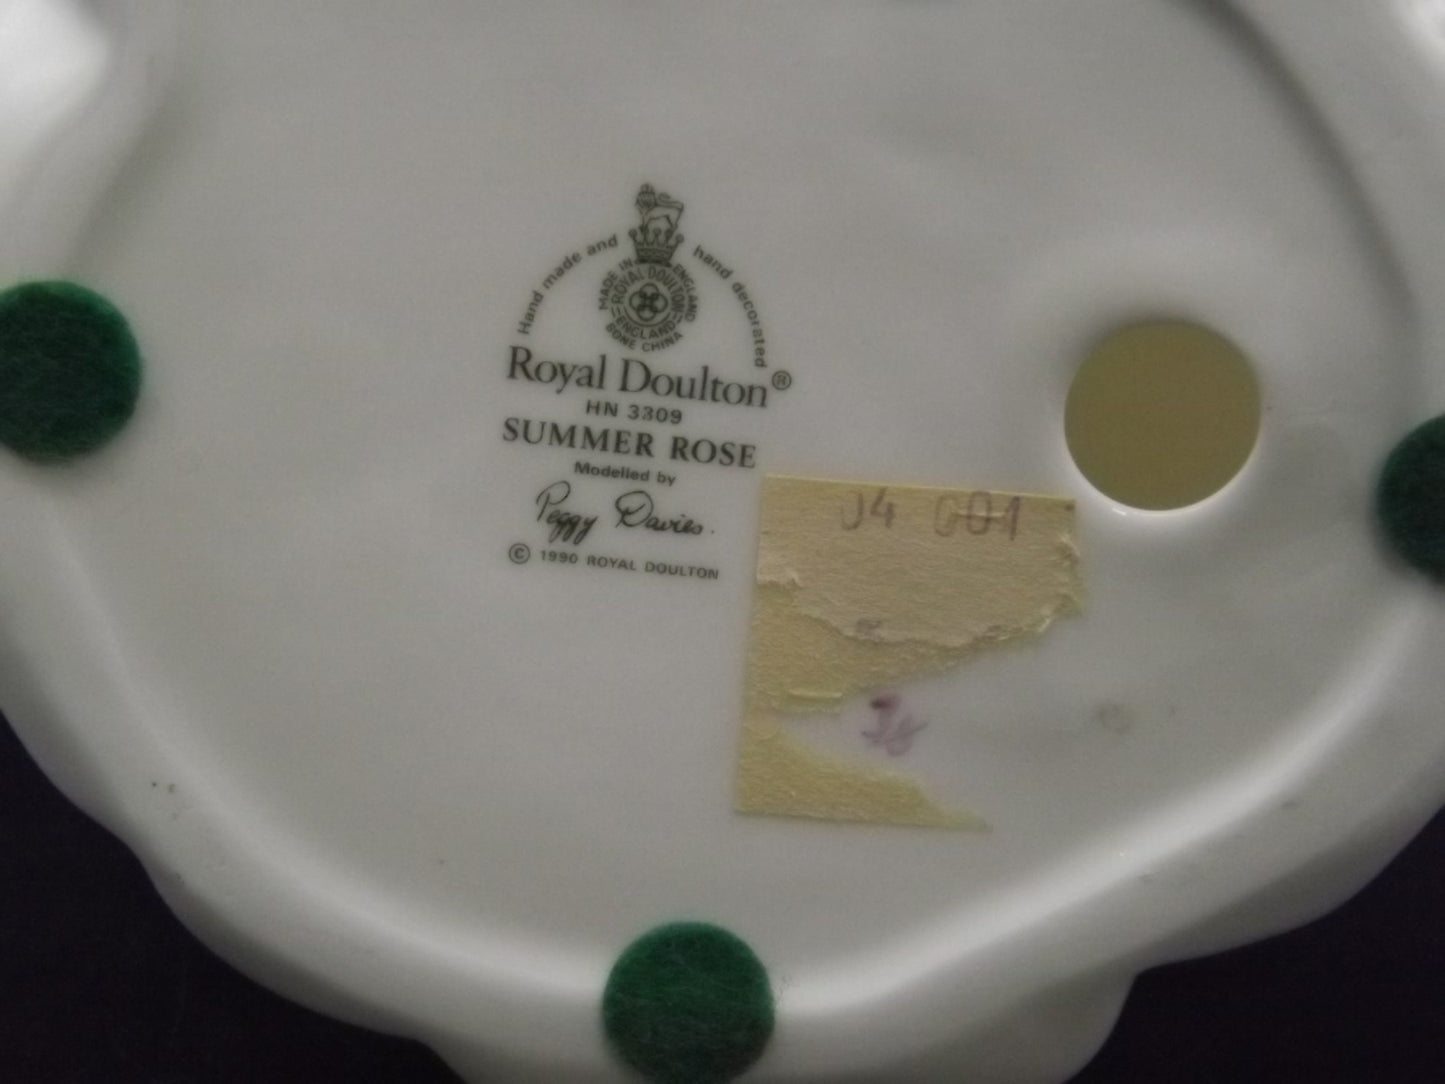 Hand made and hand decorated
MADE IN ENGLAND
ROYAL DOULTON
ENGLAND
BONE CHINA
Royal Doulton®
HN 3309
SUMMER ROSE
Modelled by
Peggy Davies.
© 1990 ROYAL DOULTON
04 001